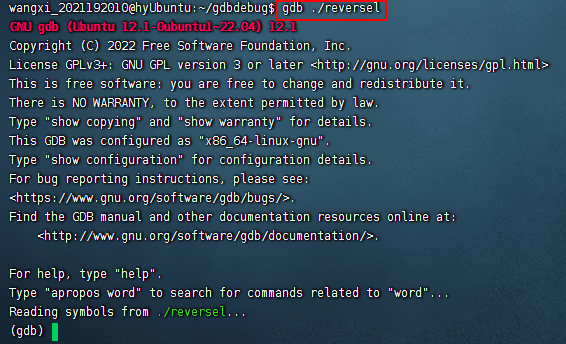 wangxi_2021192010@hyUbuntu:~/gdbdebug$ gdb ./reversel
GNU gdb (Ubuntu 12.1-0ubuntu1~22.04) 12.1
Copyright (C) 2022 Free Software Foundation, Inc.
License GPLv3+: GNU GPL version 3 or later <http://gnu.org/licenses/gpl.html>
This is free software: you are free to change and redistribute it.
There is NO WARRANTY, to the extent permitted by law.
Type "show copying" and "show warranty" for details.
This GDB was configured as "x86_64-linux-gnu".
Type "show configuration" for configuration details.
For bug reporting instructions, please see:
<https://www.gnu.org/software/gdb/bugs/>.
Find the GDB manual and other documentation resources online at:
    <http://www.gnu.org/software/gdb/documentation/>.

For help, type "help".
Type "apropos word" to search for commands related to "word"...
Reading symbols from ./reversel...
(gdb)